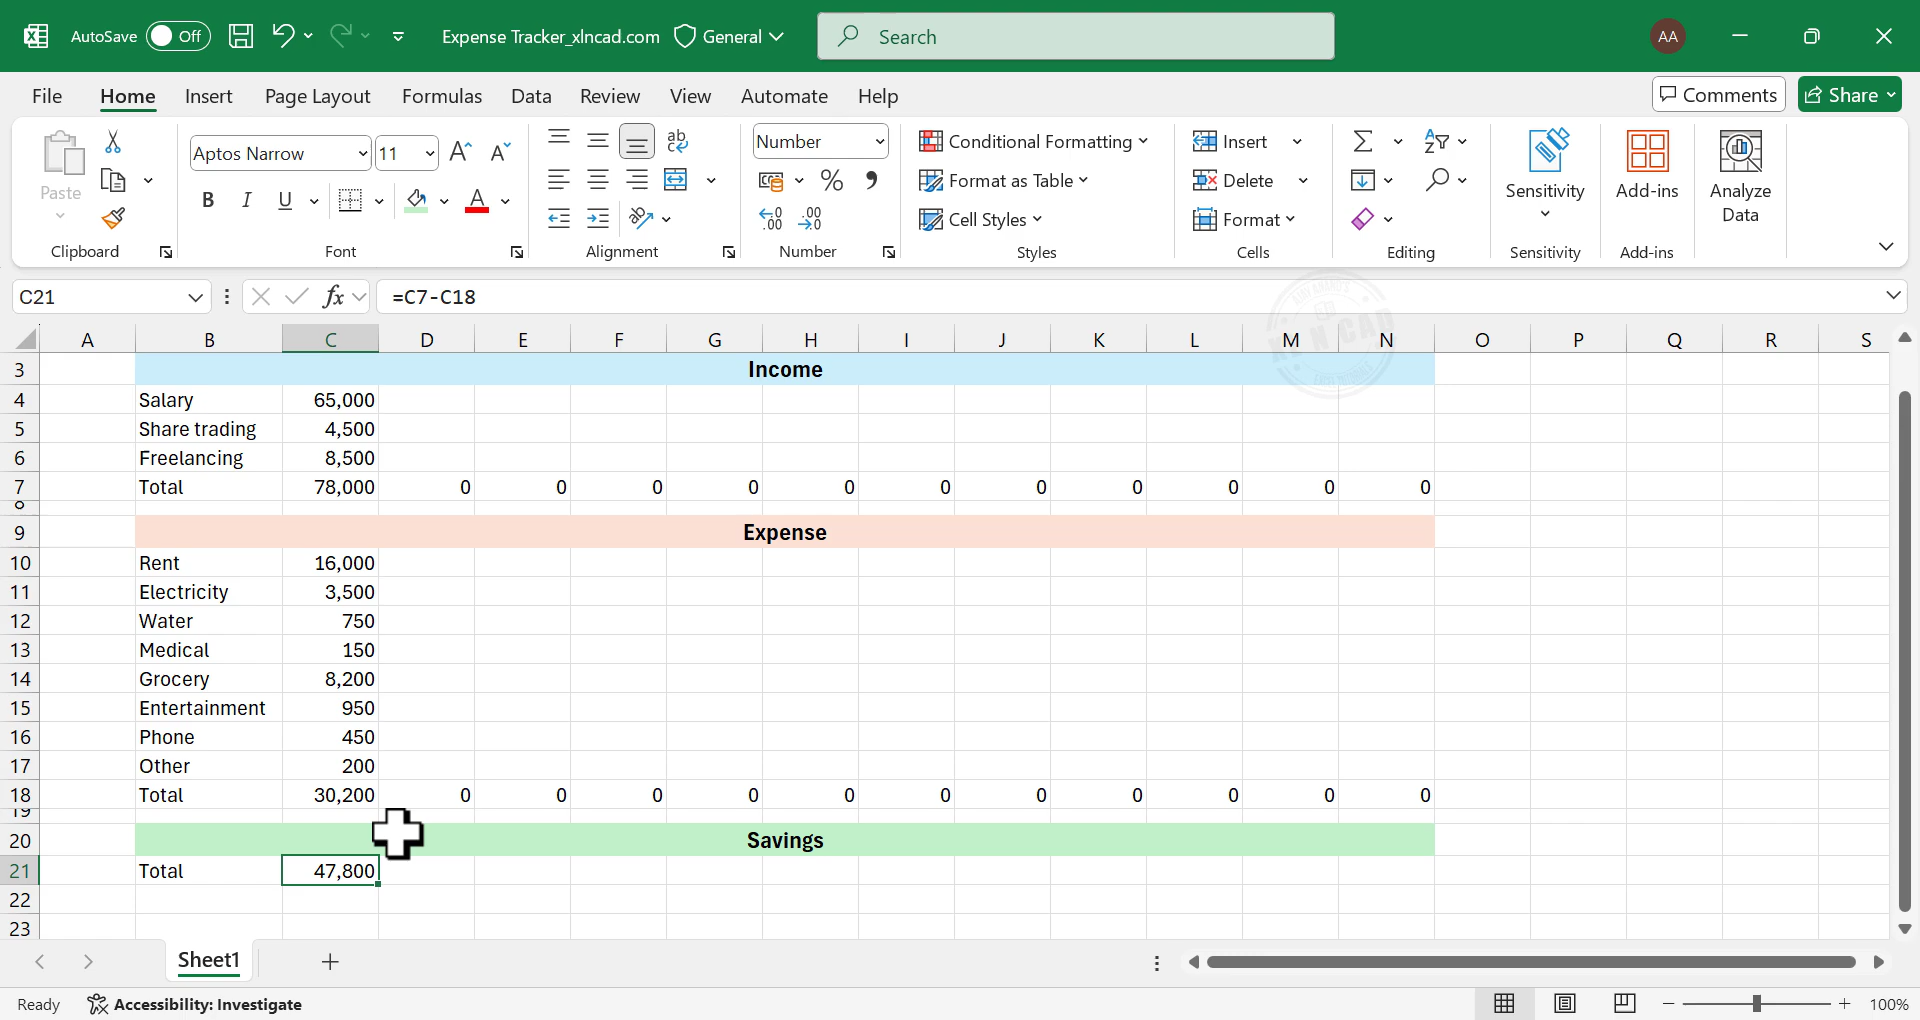 AutoSave Off Expense Tracker_xlncad.com General Search AA
File Home Insert Page Layout Formulas Data Review View Automate Help Comments Share
Paste Aptos Narrow 11 Number Conditional Formatting Insert Sensitivity Add-ins Analyze Data
Format as Table Delete
Cell Styles Format
Clipboard Font Alignment Number Styles Cells Editing Sensitivity Add-ins
C21 fx =C7-C18
A B C D E F G H I J K L M N O P Q R S
3 Income
4 Salary 65,000
5 Share trading 4,500
6 Freelancing 8,500
7 Total 78,000 0 0 0 0 0 0 0 0 0 0 0
8
9 Expense
10 Rent 16,000
11 Electricity 3,500
12 Water 750
13 Medical 150
14 Grocery 8,200
15 Entertainment 950
16 Phone 450
17 Other 200
18 Total 30,200 0 0 0 0 0 0 0 0 0 0 0
19
20 Savings
21 Total 47,800
22
23
Sheet1
Ready Accessibility: Investigate 100%